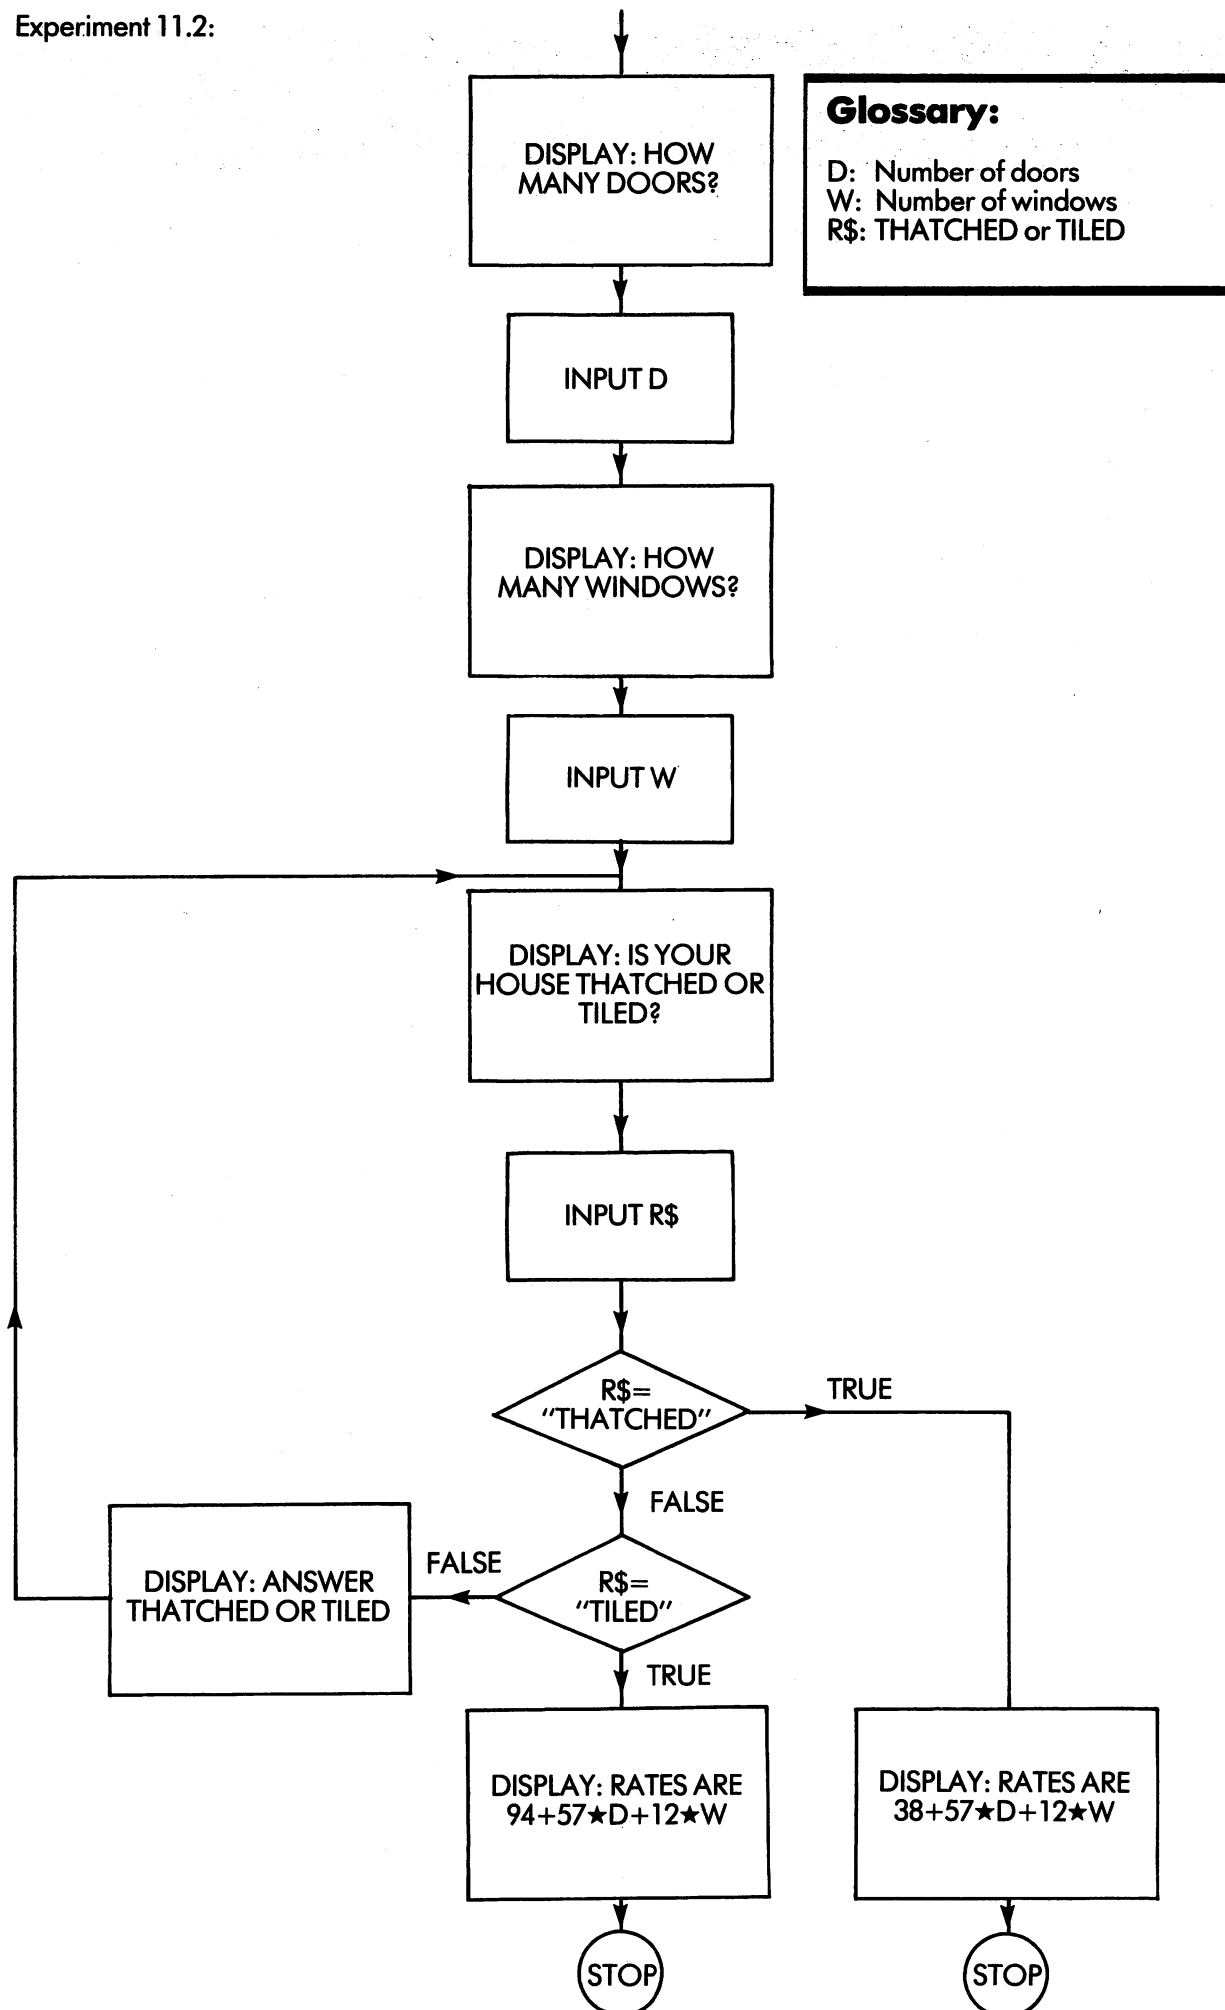 Experiment 11.2:
DISPLAY: HOW
MANY DOORS?
Glossary:
D: Number of doors
W: Number of windows
R$: THATCHED or TILED
INPUT D
DISPLAY: HOW
MANY WINDOWS?
INPUT W
DISPLAY: IS YOUR
HOUSE THATCHED OR
TILED?
INPUT R$
R$=
"THATCHED"
TRUE
FALSE
R$=
"TILED"
FALSE
DISPLAY: ANSWER
THATCHED OR TILED
TRUE
DISPLAY: RATES ARE
94+57★D+12★W
DISPLAY: RATES ARE
38+57★D+12★W
STOP
STOP